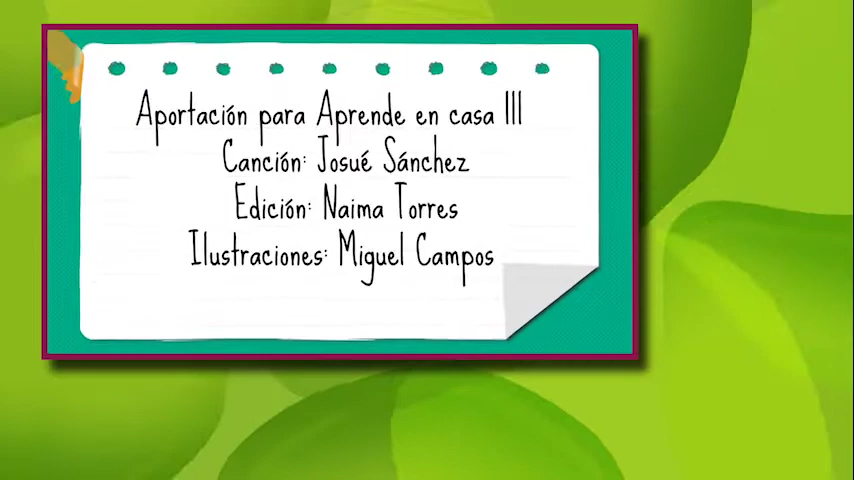 Aportación para Aprende en casa III
Canción: Josué Sánchez
Edición: Naima Torres
Ilustraciones: Miguel Campos